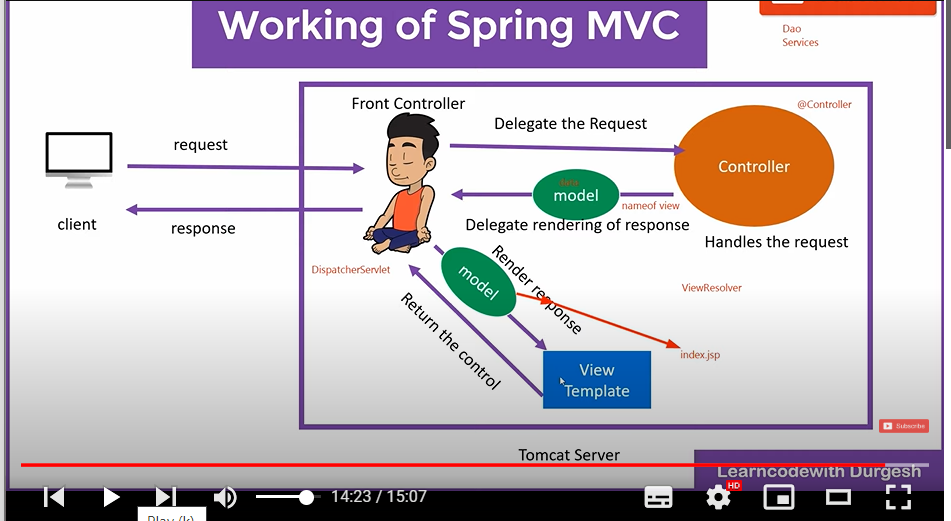 Working of Spring MVC
Dao
Services
Front Controller
@Controller
Delegate the Request
request
Controller
model
nameof view
client
response
Delegate rendering of response
Handles the request
DispatcherServlet
model
Render response
ViewResolver
Return the control
index.jsp
View
Template
Subscribe
Tomcat Server
Learncodewith Durgesh
HD
14:23 / 15:07
Play (k)